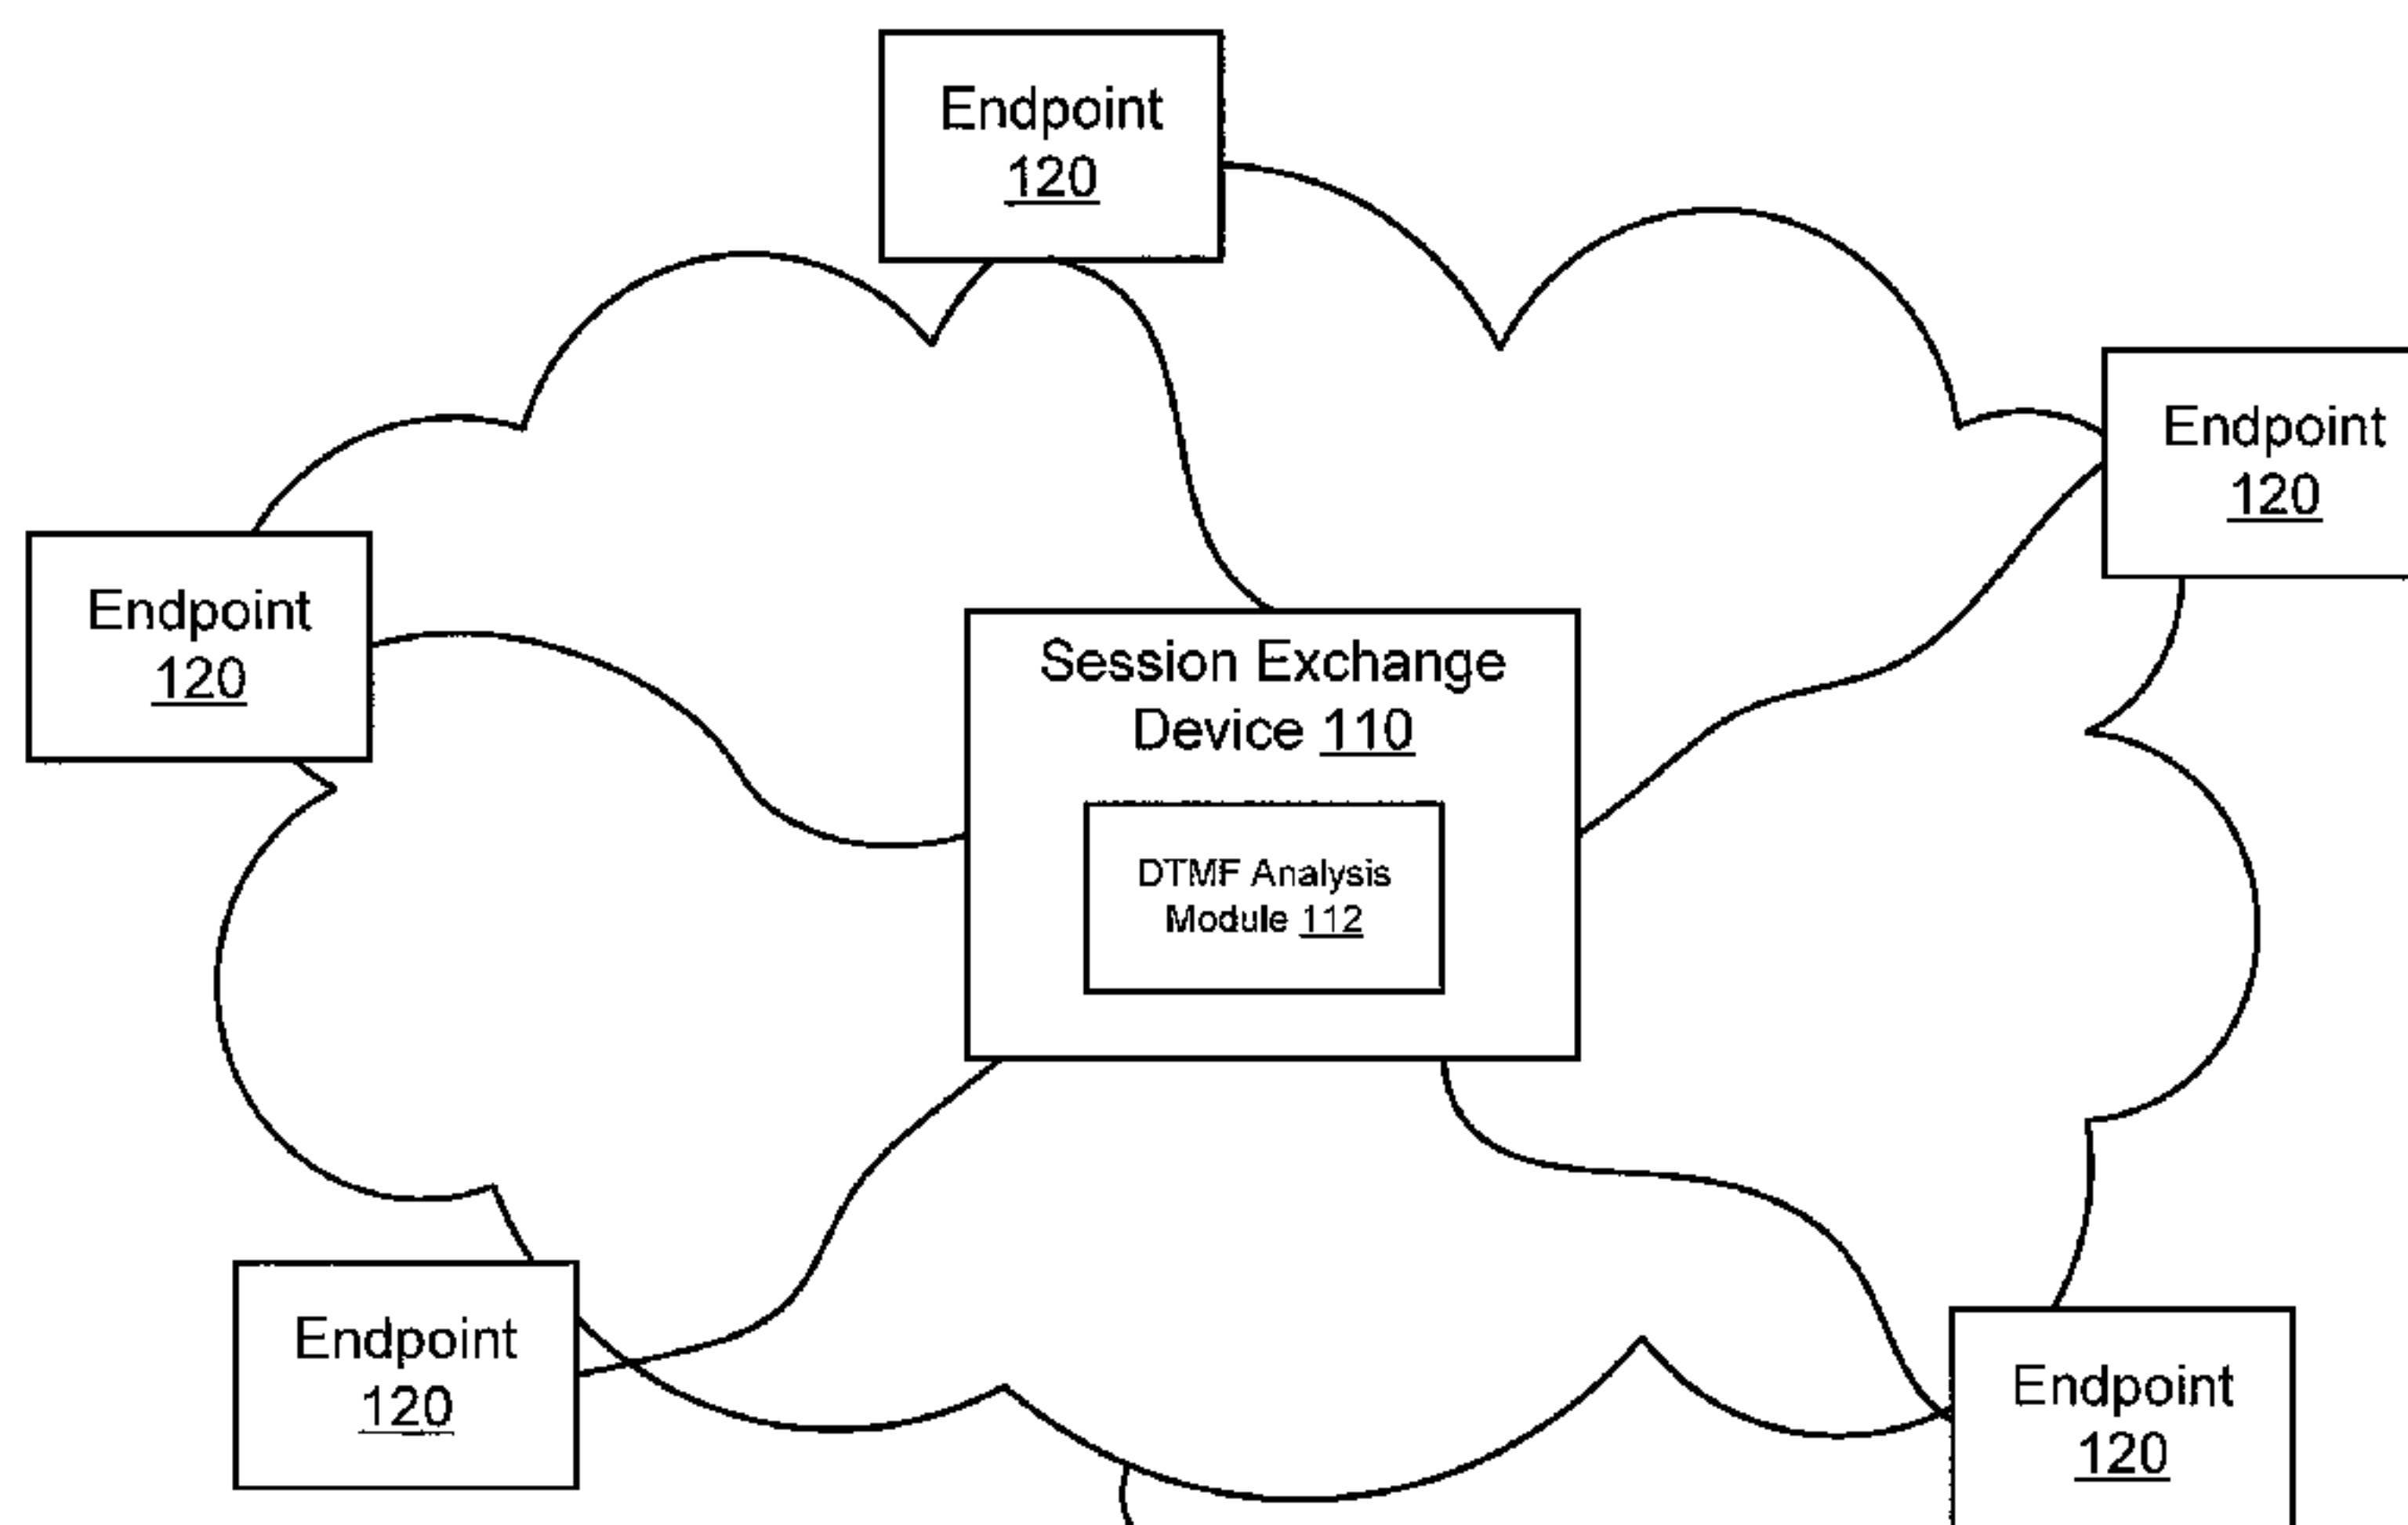 Endpoint
120
Endpoint
120
Endpoint
120
Session Exchange
Device 110
DTMF Analysis
Module 112
Endpoint
120
Endpoint
120